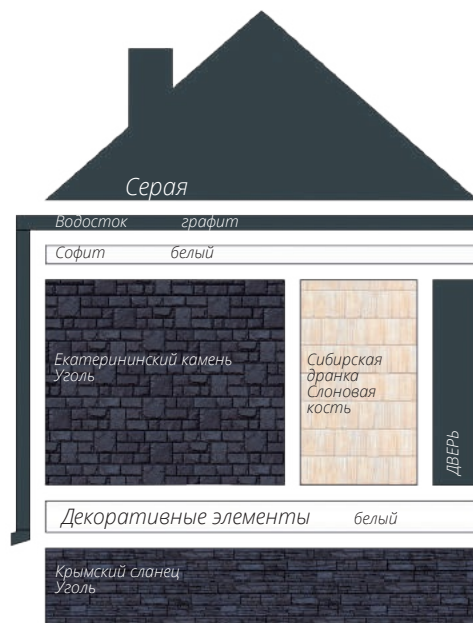 Серая
Водосток графит
Софит белый
Екатерининский камень
Уголь
Сибирская
дранка
Слоновая
кость
ДВЕРЬ
Декоративные элементы белый
Крымский сланец
Уголь